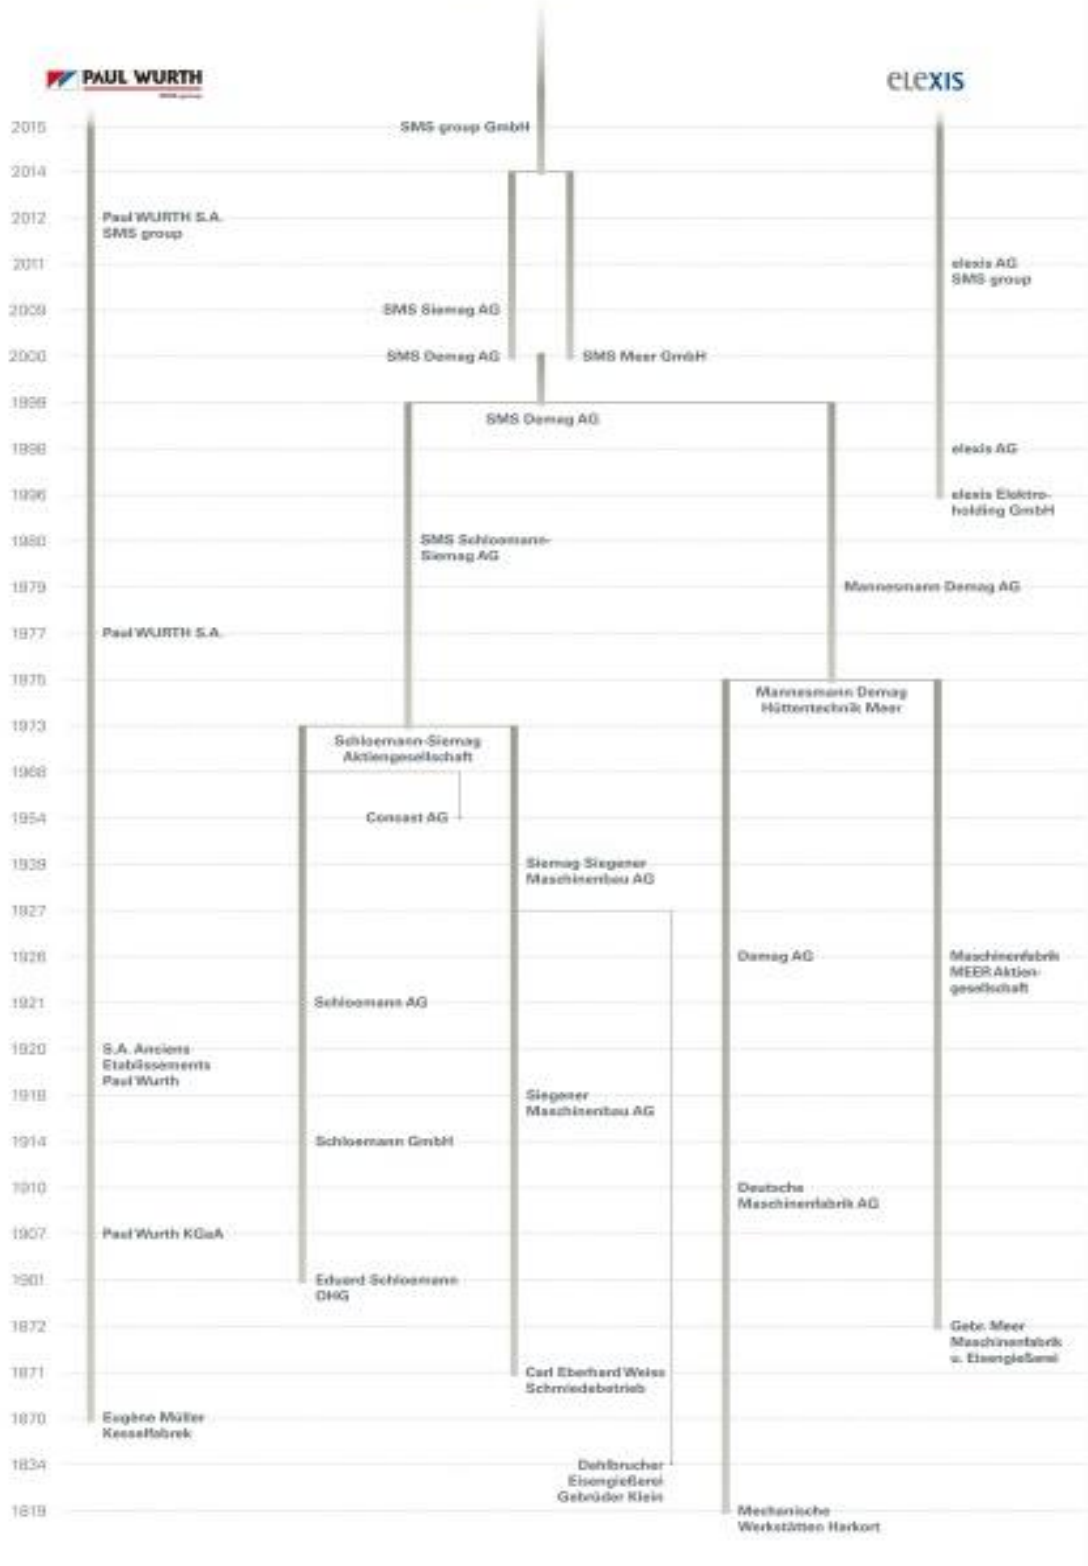 PAUL WURTH
elexis
2015
SMS group GmbH
2014
2012
Paul WURTH S.A.
SMS group
2011
elexis AG
SMS group
2009
SMS Siemag AG
2000
SMS Demag AG
SMS Meer GmbH
1999
SMS Demag AG
1998
elexis AG
1996
elexis Elektro-
holding GmbH
1980
SMS Schloemann-
Siemag AG
1979
Mannesmann Demag AG
1977
Paul WURTH S.A.
1975
Mannesmann Demag
Hüttentechnik Meer
1973
Schloemann-Siemag
Aktiengesellschaft
1968
1954
Concast AG
1939
Siemag Siegener
Maschinenbau AG
1927
1926
Demag AG
Maschinenfabrik
MEER Aktien-
gesellschaft
1921
Schloemann AG
1920
S.A. Anciens
Etablissements
Paul Wurth
1918
Siegener
Maschinenbau AG
1914
Schloemann GmbH
1910
Deutsche
Maschinenfabrik AG
1907
Paul Wurth KGaA
1901
Eduard Schloemann
OHG
1872
Gebr. Meer
Maschinenfabrik
u. Eisengießerei
1871
Carl Eberhard Weiss
Schmiedebetrieb
1870
Eugène Müller
Kesselfabrek
1834
Dahlbrucher
Eisengießerei
Gebrüder Klein
1819
Mechanische
Werkstätten Harkort